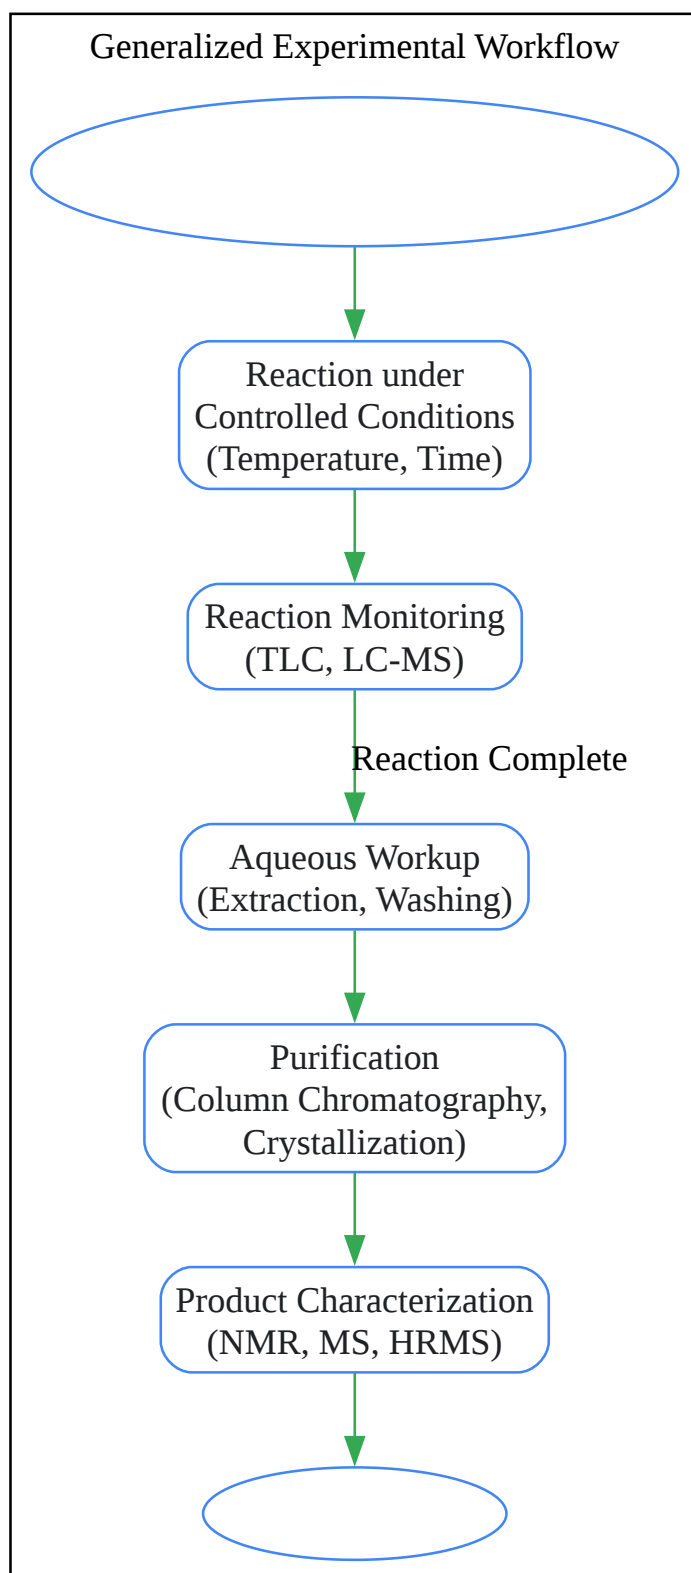 Generalized Experimental Workflow
Reaction under
Controlled Conditions
(Temperature, Time)
Reaction Monitoring
(TLC, LC-MS)
Reaction Complete
Aqueous Workup
(Extraction, Washing)
Purification
(Column Chromatography,
Crystallization)
Product Characterization
(NMR, MS, HRMS)